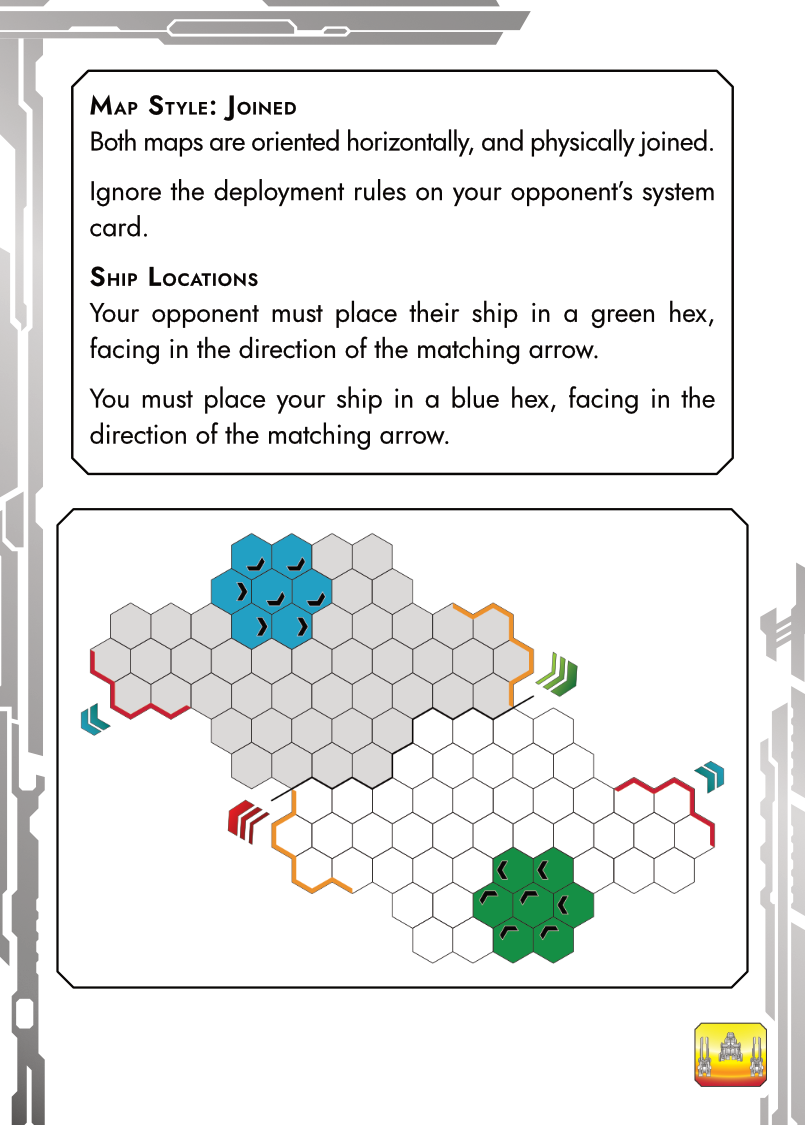 Map Style: Joined
Both maps are oriented horizontally, and physically joined.
Ignore the deployment rules on your opponent's system
card.
Ship Locations
Your opponent must place their ship in a green hex,
facing in the direction of the matching arrow.
You must place your ship in a blue hex, facing in the
direction of the matching arrow.